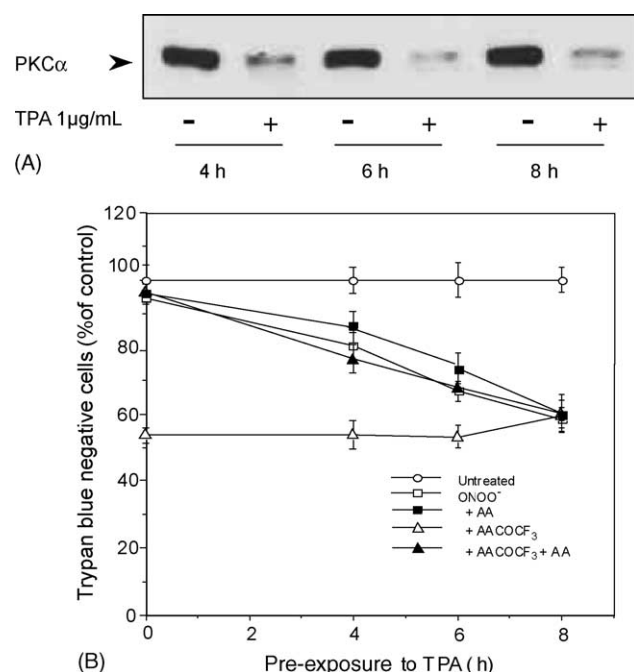 PKCα
TPA 1µg/mL - + - + - +
(A) 4 h 6 h 8 h
120
100
80
60
40
20
0
Trypan blue negative cells (%of control)
Untreated
ONOO⁻
+ AA
+ AACOCF₃
+ AACOCF₃ + AA
0 2 4 6 8
(B) Pre-exposure to TPA ( h)